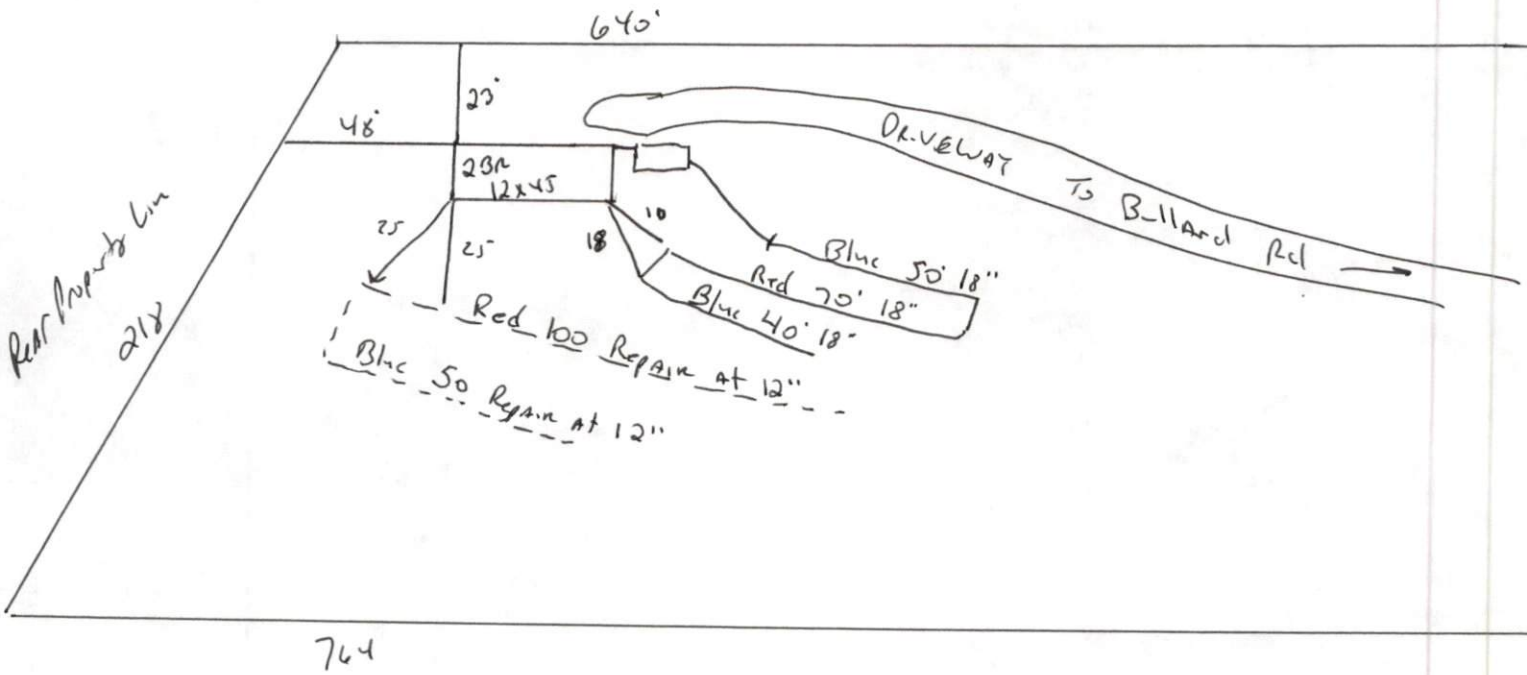 640'
23'
48'
2BR
12x45
DRIVEWAY To Bullard Rd
Rear Property Line
218
25
25
18
10
Blue 50' 18"
Red 70' 18"
Blue 40' 18"
Red 100 Repair At 12"
Blue 50 Repair At 12"
764